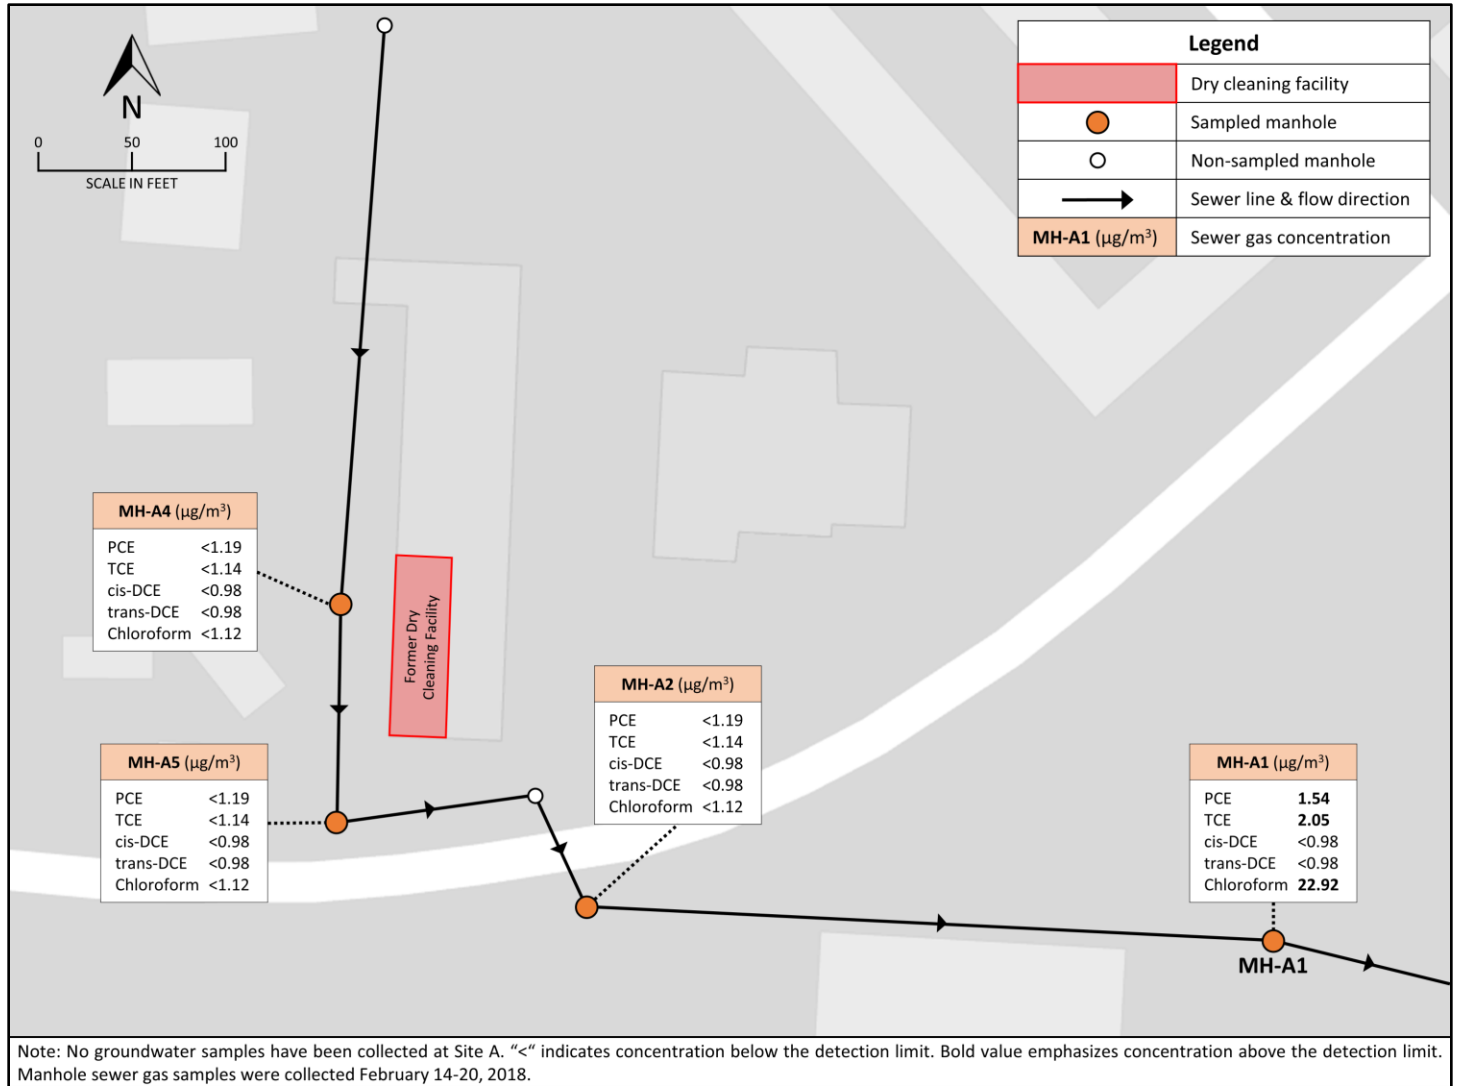 N
0 50 100
SCALE IN FEET
Legend
Dry cleaning facility
Sampled manhole
Non-sampled manhole
Sewer line & flow direction
MH-A1 (µg/m³) Sewer gas concentration
MH-A4 (µg/m³)
PCE <1.19
TCE <1.14
cis-DCE <0.98
trans-DCE <0.98
Chloroform <1.12
Former Dry
Cleaning Facility
MH-A2 (µg/m³)
PCE <1.19
TCE <1.14
cis-DCE <0.98
trans-DCE <0.98
Chloroform <1.12
MH-A5 (µg/m³)
PCE <1.19
TCE <1.14
cis-DCE <0.98
trans-DCE <0.98
Chloroform <1.12
MH-A1 (µg/m³)
PCE 1.54
TCE 2.05
cis-DCE <0.98
trans-DCE <0.98
Chloroform 22.92
MH-A1
Note: No groundwater samples have been collected at Site A. “<“ indicates concentration below the detection limit. Bold value emphasizes concentration above the detection limit.
Manhole sewer gas samples were collected February 14-20, 2018.